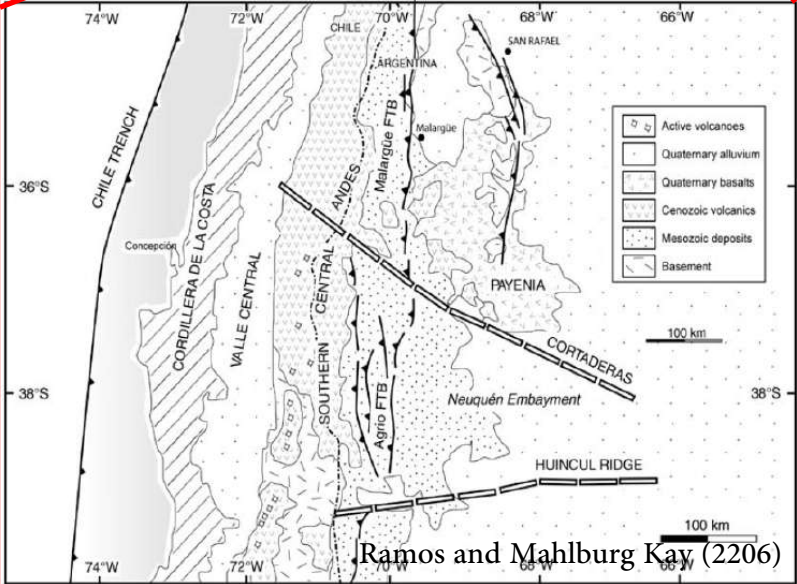 74°W
72°W
70°W
68°W
66°W
CHILE
ARGENTINA
SAN RAFAEL
Malargüe
Malargüe FTB
CHILE TRENCH
36°S
ANDES
Concepción
CORDILLERA DE LA COSTA
VALLE CENTRAL
SOUTHERN CENTRAL
PAYENIA
Active volcanoes
Quaternary alluvium
Quaternary basalts
Cenozoic volcanics
Mesozoic deposits
Basement
100 km
CORTADERAS
38°S
38°S
Agrio FTB
Neuquén Embayment
HUINCUL RIDGE
100 km
Ramos and Mahlburg Kay (2206)
74°W
72°W
70°W
68°W
66°W